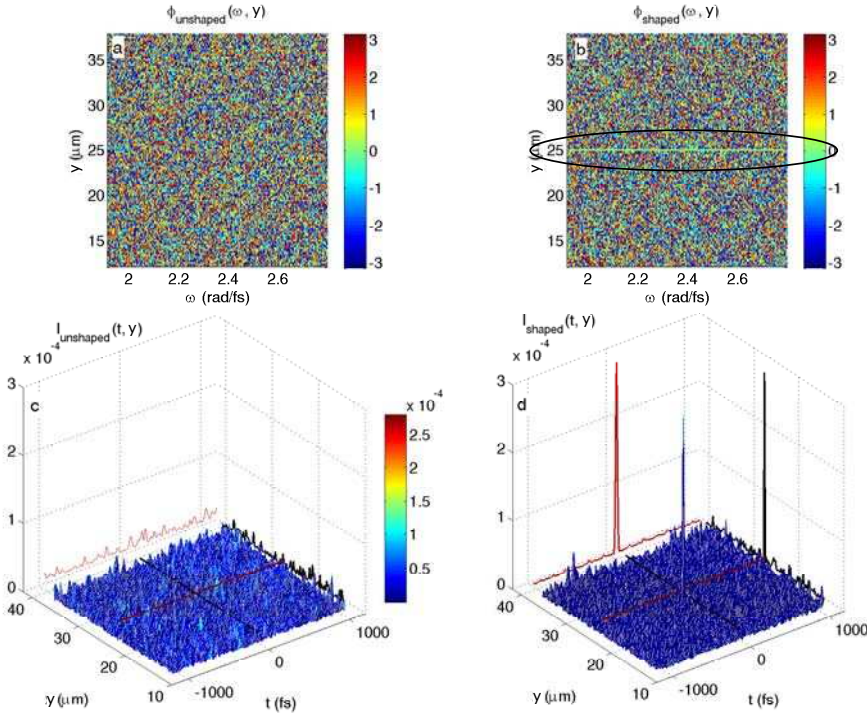 ϕunshaped(ω, y)
a
35
30
25
20
15
y (μm)
2 2.2 2.4 2.6
ω (rad/fs)
3
2
1
0
-1
-2
-3
ϕshaped(ω, y)
b
35
30
25
20
15
y (μm)
2 2.2 2.4 2.6
ω (rad/fs)
3
2
1
0
-1
-2
-3
Iunshaped(t, y)
x 10-4
c
3
2
1
0
40
30
20
10
y (μm)
-1000 0 1000
t (fs)
x 10-4
2.5
2
1.5
1
0.5
Ishaped(t, y)
x 10-4
d
3
2
1
0
40
30
20
10
y (μm)
-1000 0 1000
t (fs)